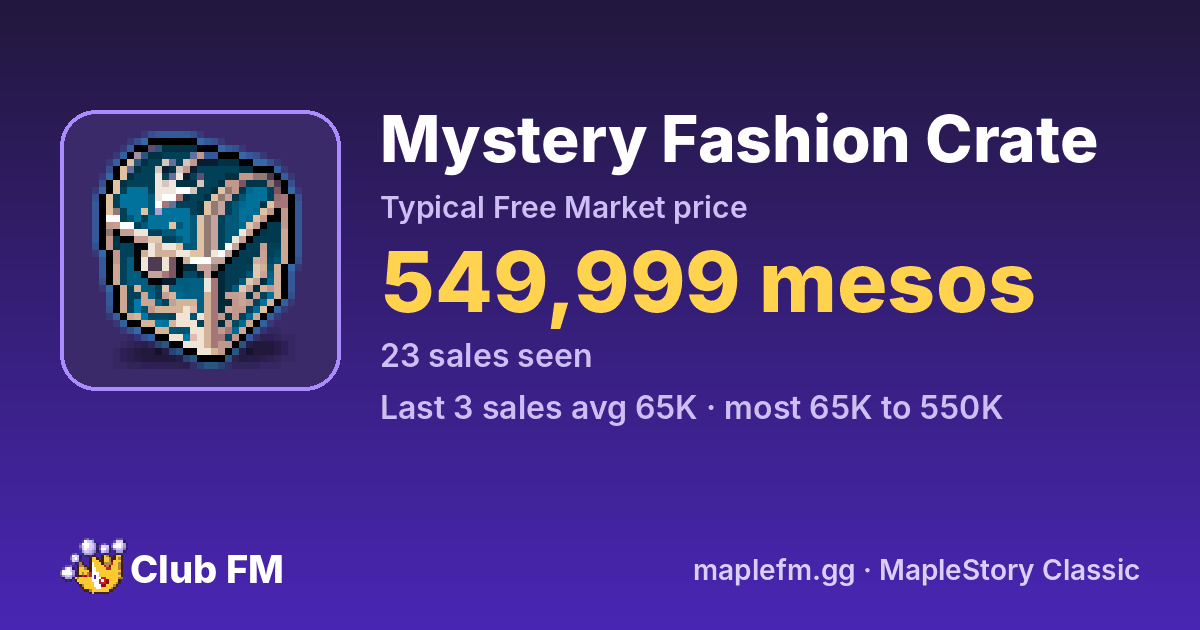 Mystery Fashion Crate
Typical Free Market price
549,999 mesos
23 sales seen
Last 3 sales avg 65K · most 65K to 550K
Club FM
maplefm.gg · MapleStory Classic